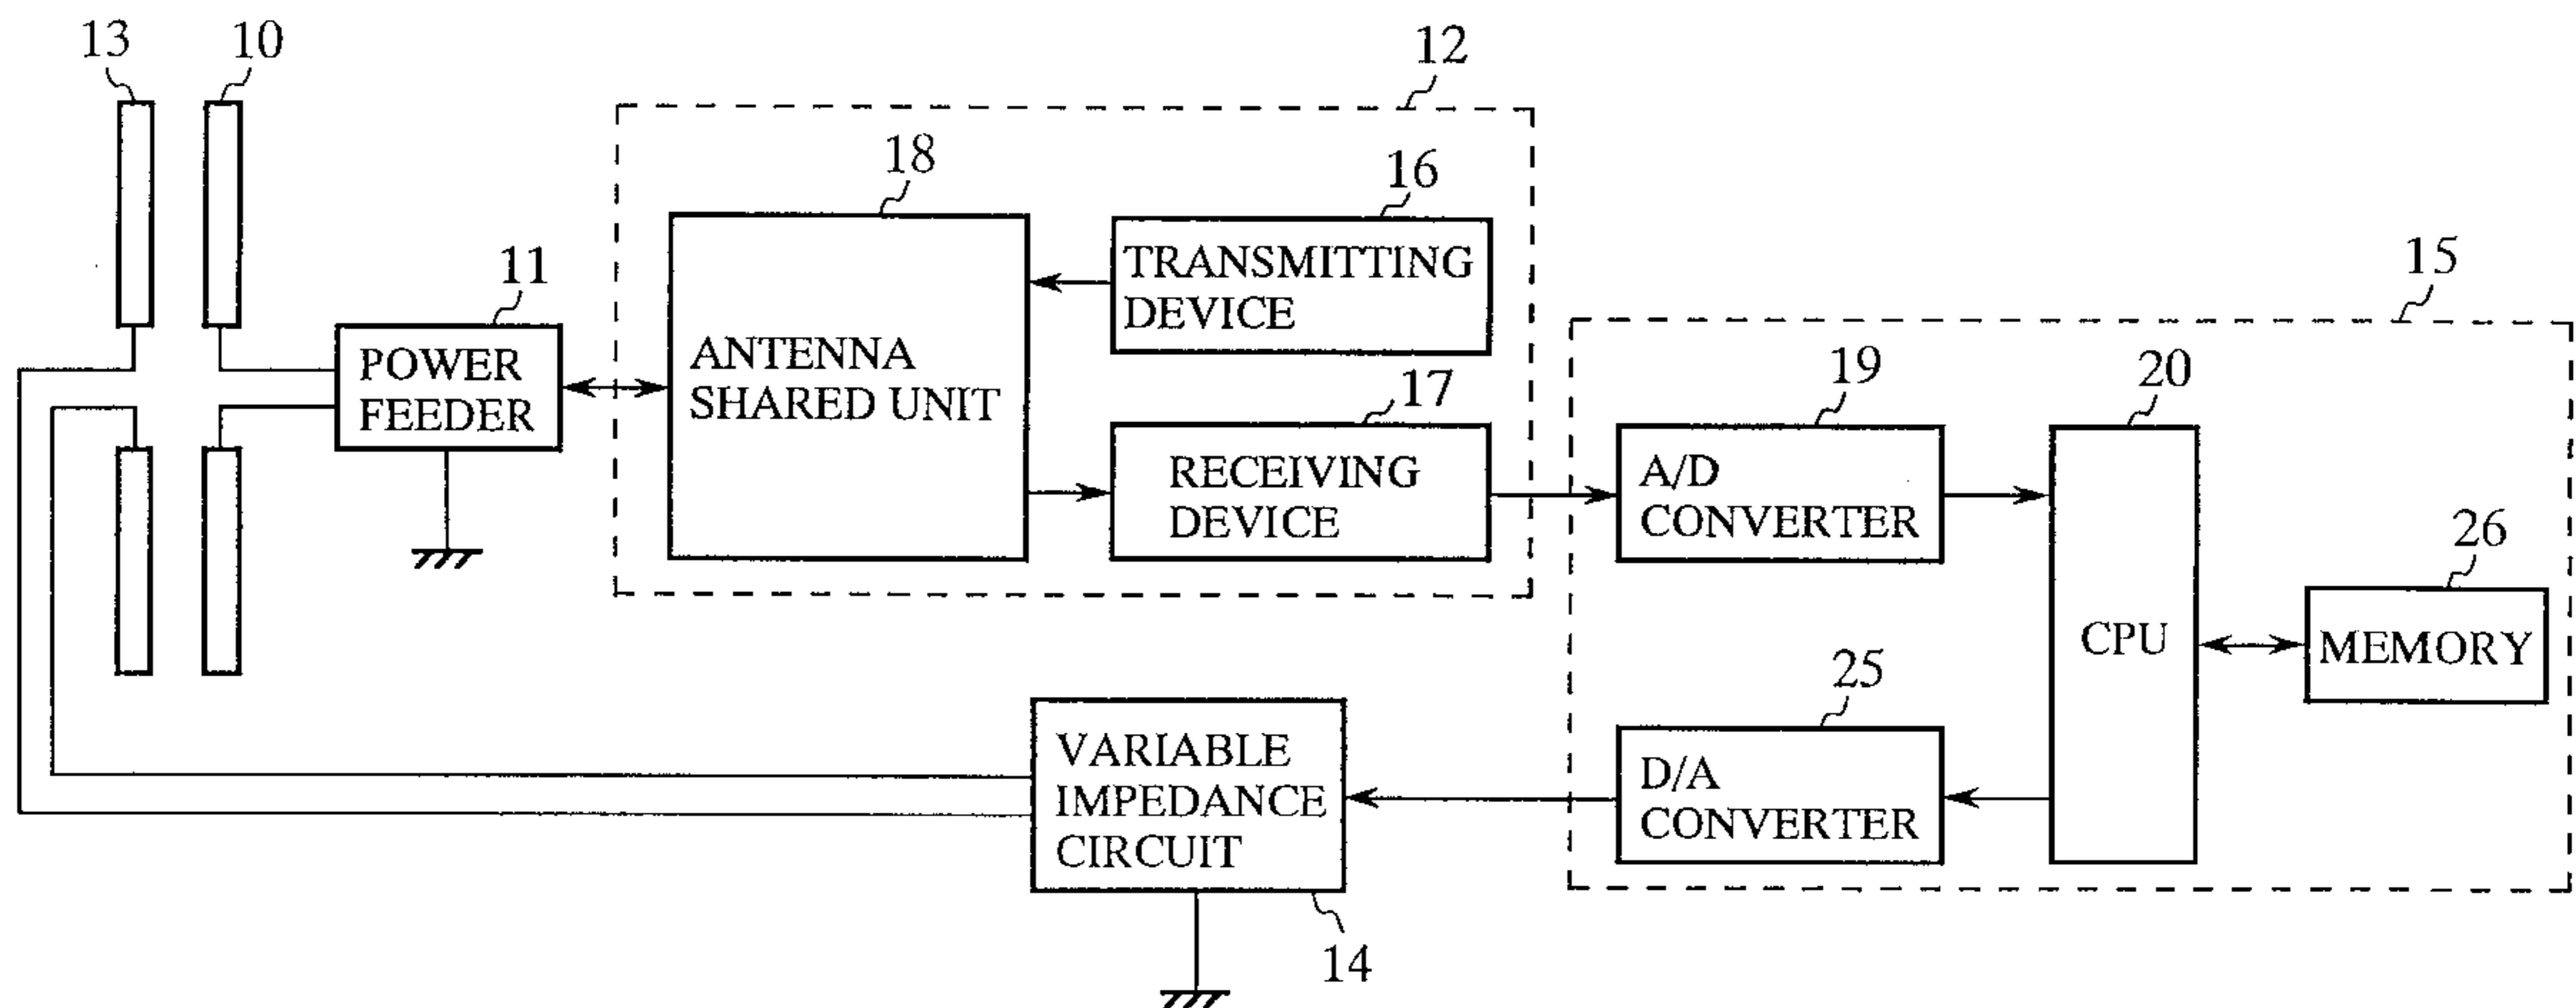 13
10
12
18
16
TRANSMITTING
DEVICE
11
POWER
FEEDER
ANTENNA
SHARED UNIT
17
RECEIVING
DEVICE
15
19
A/D
CONVERTER
20
CPU
26
MEMORY
25
D/A
CONVERTER
VARIABLE
IMPEDANCE
CIRCUIT
14